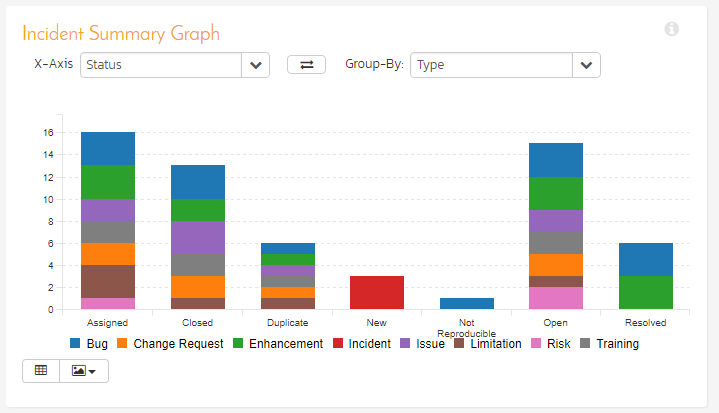 Incident Summary Graph
X-Axis Status Group-By: Type
16
14
12
10
8
6
4
2
0
Assigned Closed Duplicate New Not Reproducible Open Resolved
Bug Change Request Enhancement Incident Issue Limitation Risk Training